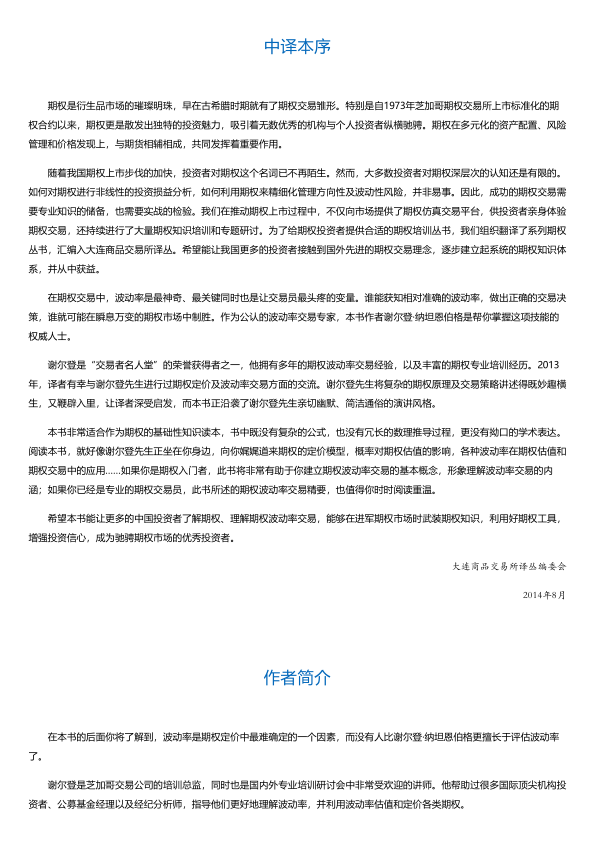 中译本序
期权是衍生品市场的璀璨明珠，早在古希腊时期就有了期权交易雏形。特别是自1973年芝加哥期权交易所上市标准化的期
权合约以来，期权更是散发出独特的投资魅力，吸引着无数优秀的机构与个人投资者纵横驰骋。期权在多元化的资产配置、风险
管理和价格发现上，与期货相辅相成，共同发挥着重要作用。
随着我国期权上市步伐的加快，投资者对期权这个名词已不再陌生。然而，大多数投资者对期权深层次的认知还是有限的。
如何对期权进行非线性的投资损益分析，如何利用期权来精细化管理方向性及波动性风险，并非易事。因此，成功的期权交易需
要专业知识的储备，也需要实战的检验。我们在推动期权上市过程中，不仅向市场提供了期权仿真交易平台，供投资者亲身体验
期权交易，还持续进行了大量期权知识培训和专题研讨。为了给期权投资者提供合适的期权培训丛书，我们组织翻译了系列期权
丛书，汇编入大连商品交易所译丛。希望能让我国更多的投资者接触到国外先进的期权交易理念，逐步建立起系统的期权知识体
系，并从中获益。
在期权交易中，波动率是最神奇、最关键同时也是让交易员最头疼的变量。谁能获知相对准确的波动率，做出正确的交易决
策，谁就可能在瞬息万变的期权市场中制胜。作为公认的波动率交易专家，本书作者谢尔登·纳坦恩伯格是帮你掌握这项技能的
权威人士。
谢尔登是“交易者名人堂”的荣誉获得者之一，他拥有多年的期权波动率交易经验，以及丰富的期权专业培训经历。2013
年，译者有幸与谢尔登先生进行过期权定价及波动率交易方面的交流。谢尔登先生将复杂的期权原理及交易策略讲述得既妙趣横
生，又鞭辟入里，让译者深受启发，而本书正沿袭了谢尔登先生亲切幽默、简洁通俗的演讲风格。
本书非常适合作为期权的基础性知识读本，书中既没有复杂的公式，也没有冗长的数理推导过程，更没有拗口的学术表达。
阅读本书，就好像谢尔登先生正坐在你身边，向你娓娓道来期权的定价模型，概率对期权估值的影响，各种波动率在期权估值和
期权交易中的应用……如果你是期权入门者，此书将非常有助于你建立期权波动率交易的基本概念，形象理解波动率交易的内
涵；如果你已经是专业的期权交易员，此书所述的期权波动率交易精要，也值得你时时阅读重温。
希望本书能让更多的中国投资者了解期权、理解期权波动率交易，能够在进军期权市场时武装期权知识，利用好期权工具，
增强投资信心，成为驰骋期权市场的优秀投资者。
大连商品交易所译丛编委会
2014年8月
作者简介
在本书的后面你将了解到，波动率是期权定价中最难确定的一个因素，而没有人比谢尔登·纳坦恩伯格更擅长于评估波动率
了。
谢尔登是芝加哥交易公司的培训总监，同时也是国内外专业培训研讨会中非常受欢迎的讲师。他帮助过很多国际顶尖机构投
资者、公募基金经理以及经纪分析师，指导他们更好地理解波动率，并利用波动率估值和定价各类期权。